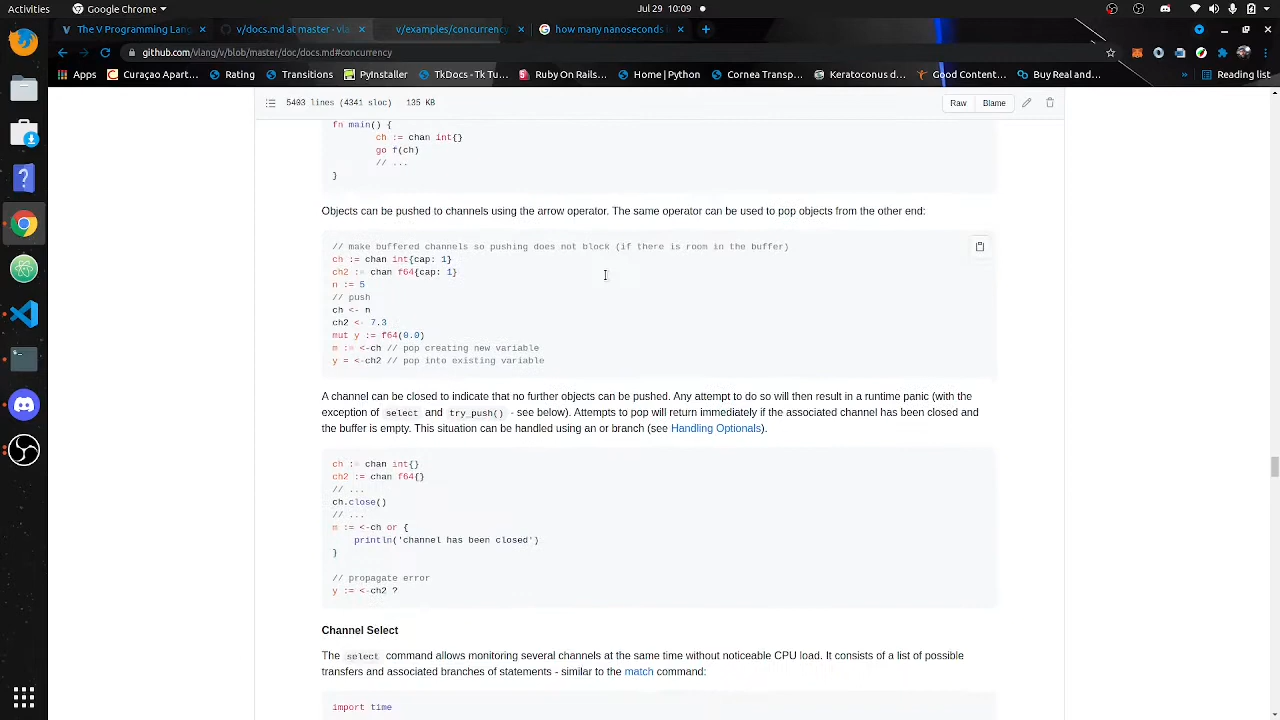 Activities
Google Chrome
Jul 29 10:09
The V Programming Lang
v/docs.md at master · vla
v/examples/concurrency
how many nanoseconds i
github.com/vlang/v/blob/master/doc/docs.md#concurrency
Apps
Curaçao Apart...
Rating
Transitions
PyInstaller
TkDocs - Tk Tu...
Ruby On Rails...
Home | Python
Cornea Transp...
Keratoconus d...
Good Content...
Buy Real and...
»
Reading list
5403 lines (4341 sloc) 135 KB
Raw
Blame
fn main() {
ch := chan int{}
go f(ch)
// ...
}
Objects can be pushed to channels using the arrow operator. The same operator can be used to pop objects from the other end:
// make buffered channels so pushing does not block (if there is room in the buffer)
ch := chan int{cap: 1}
ch2 := chan f64{cap: 1}
n := 5
// push
ch <- n
ch2 <- 7.3
mut y := f64(0.0)
m := <-ch // pop creating new variable
y = <-ch2 // pop into existing variable
A channel can be closed to indicate that no further objects can be pushed. Any attempt to do so will then result in a runtime panic (with the
exception of select and try_push() - see below). Attempts to pop will return immediately if the associated channel has been closed and
the buffer is empty. This situation can be handled using an or branch (see Handling Optionals).
ch := chan int{}
ch2 := chan f64{}
// ...
ch.close()
// ...
m := <-ch or {
println('channel has been closed')
}
// propagate error
y := <-ch2 ?
Channel Select
The select command allows monitoring several channels at the same time without noticeable CPU load. It consists of a list of possible
transfers and associated branches of statements - similar to the match command:
import time